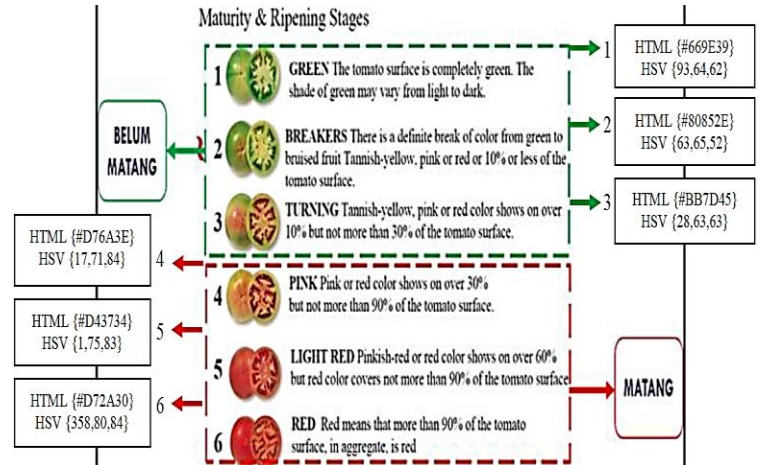 Maturity & Ripening Stages
1
GREEN The tomato surface is completely green. The
shade of green may vary from light to dark.
2
BREAKERS There is a definite break of color from green to
bruised fruit Tannish-yellow, pink or red or 10% or less of the
tomato surface.
3
TURNING Tannish-yellow, pink or red color shows on over
10% but not more than 30% of the tomato surface.
BELUM
MATANG
1
HTML {#669E39}
HSV {93,64,62}
2
HTML {#80852E}
HSV {63,65,52}
3
HTML {#BB7D45}
HSV {28,63,63}
4
PINK Pink or red color shows on over 30%
but not more than 90% of the tomato surface.
5
LIGHT RED Pinkish-red or red color shows on over 60%
but red color covers not more than 90% of the tomato surface
6
RED Red means that more than 90% of the tomato
surface, in aggregate, is red
HTML {#D76A3E}
HSV {17,71,84}
4
HTML {#D43734}
HSV {1,75,83}
5
HTML {#D72A30}
HSV {358,80,84}
6
MATANG